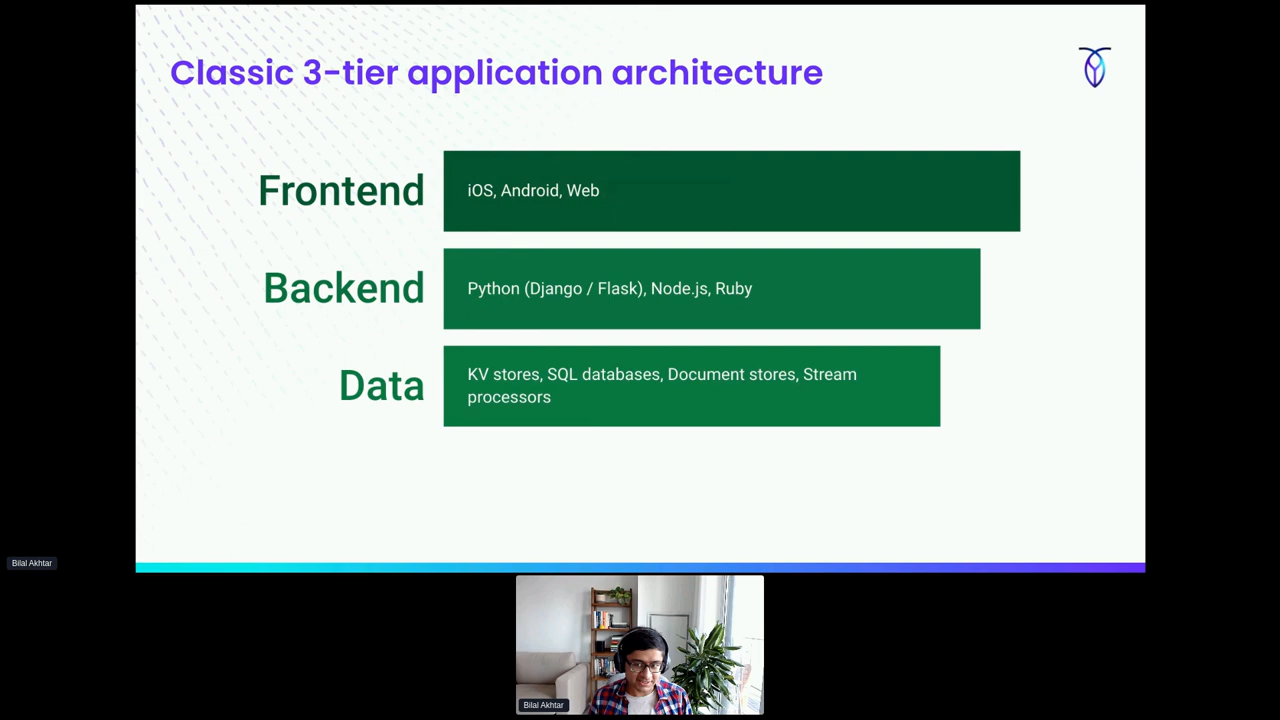 Classic 3-tier application architecture
Frontend
iOS, Android, Web
Backend
Python (Django / Flask), Node.js, Ruby
Data
KV stores, SQL databases, Document stores, Stream
processors
Bilal Akhtar
Bilal Akhtar